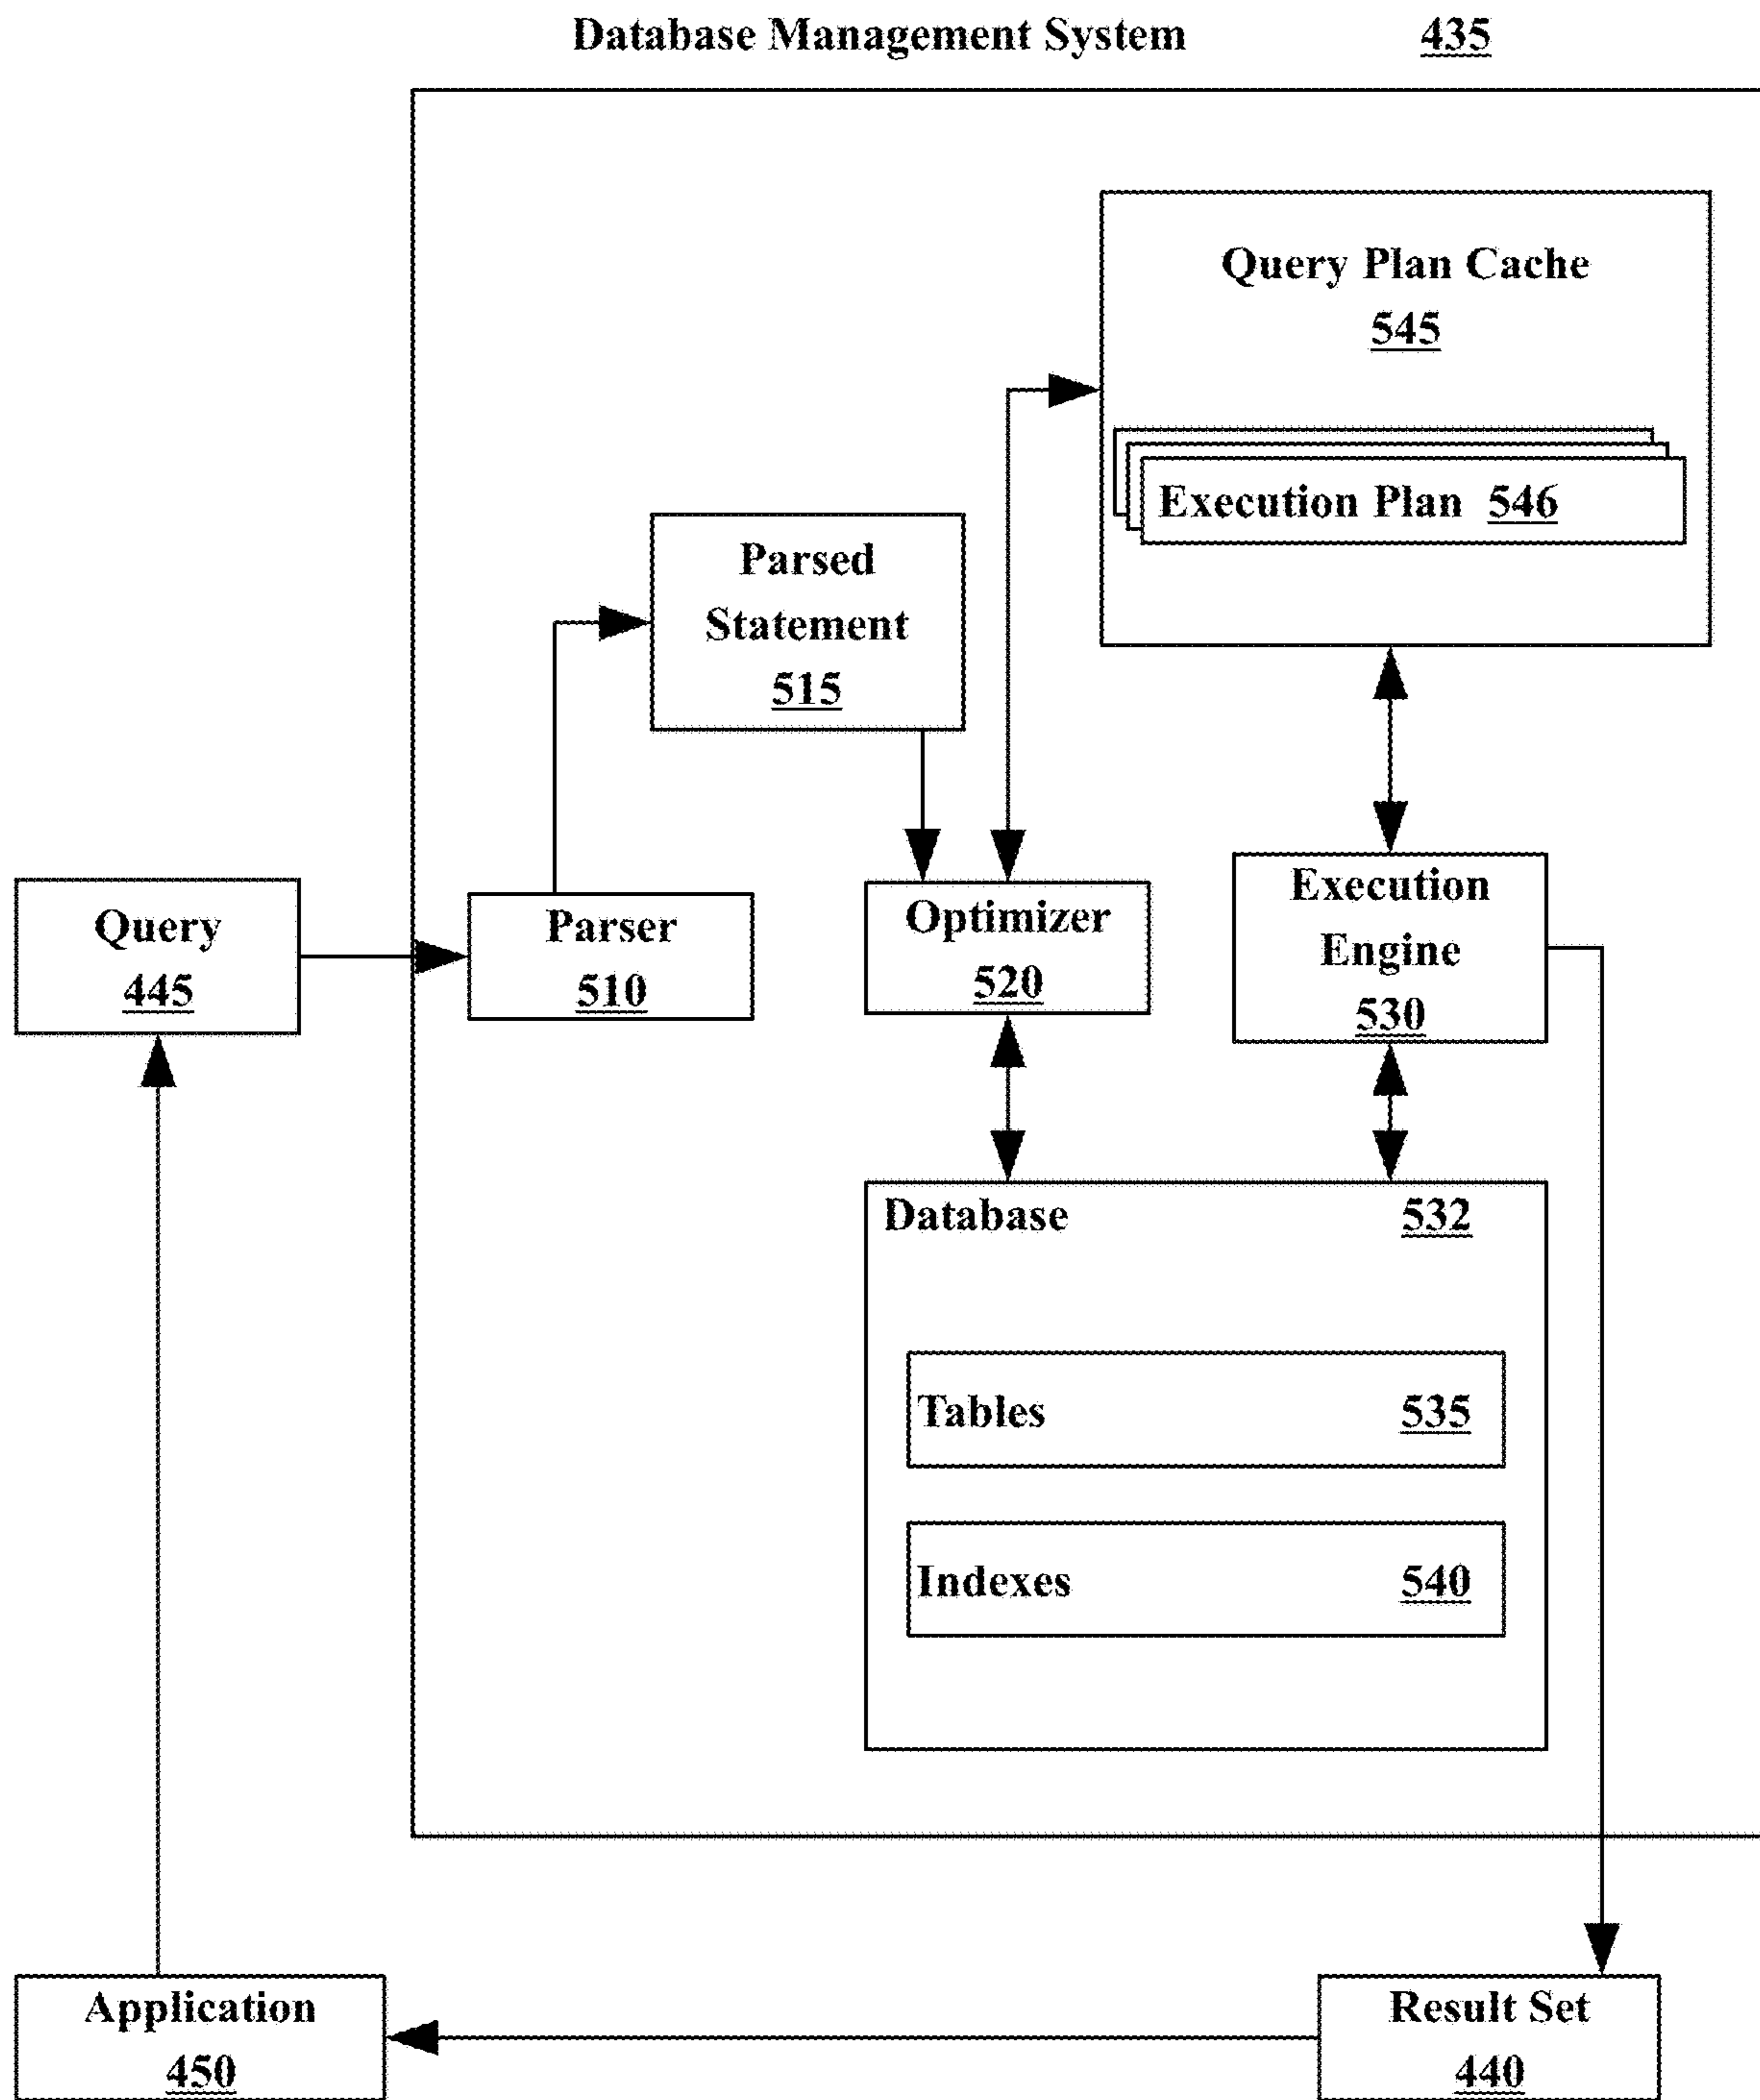 Database Management System 435
Query Plan Cache
545
Execution Plan 546
Parsed
Statement
515
Query
445
Parser
510
Optimizer
520
Execution
Engine
530
Database 532
Tables 535
Indexes 540
Application
450
Result Set
440